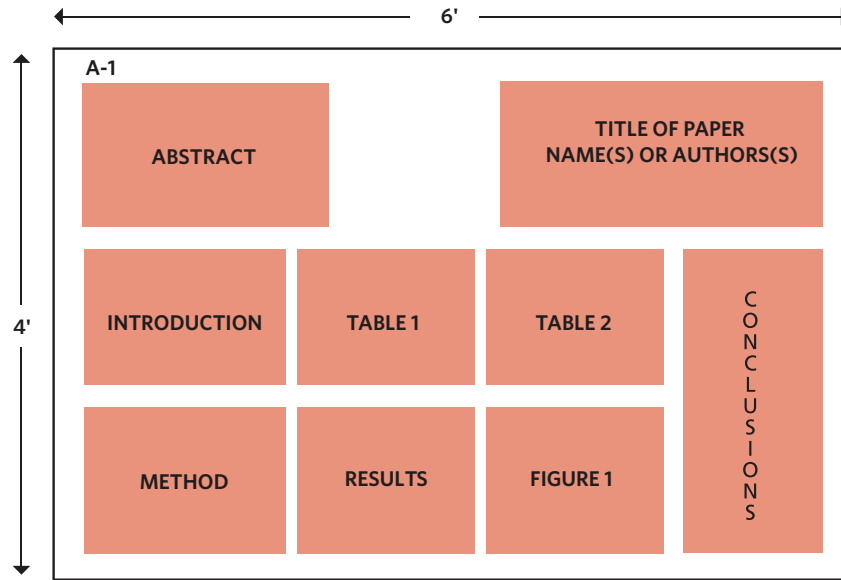 6'
A-1
ABSTRACT
TITLE OF PAPER
NAME(S) OR AUTHORS(S)
4'
INTRODUCTION
TABLE 1
TABLE 2
CONCLUSIONS
METHOD
RESULTS
FIGURE 1